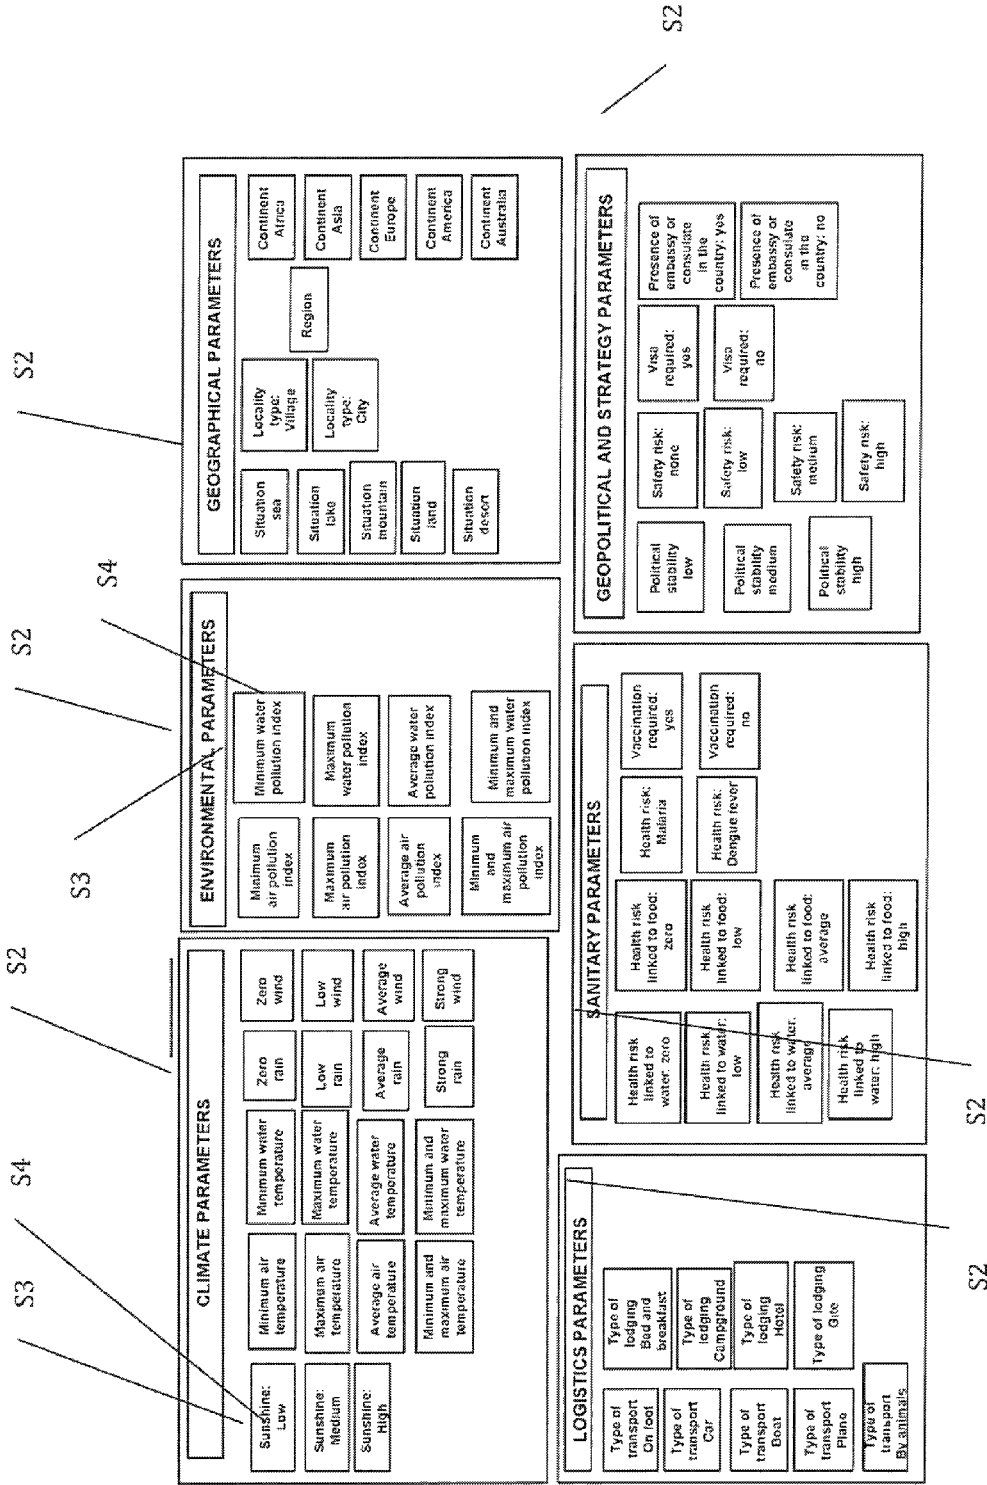 CLIMATE PARAMETERS
Sunshine:
Low
Sunshine:
Medium
Sunshine:
High
Minimum air
temperature
Maximum air
temperature
Average air
temperature
Minimum and
maximum air
temperature
Minimum water
temperature
Maximum water
temperature
Average water
temperature
Minimum and
maximum water
temperature
Zero
rain
Low
rain
Average
rain
Strong
rain
Zero
wind
Low
wind
Average
wind
Strong
wind
ENVIRONMENTAL PARAMETERS
Minimum
air pollution
index
Maximum
air pollution
index
Average air
pollution
index
Minimum
and
maximum air
pollution
index
Minimum water
pollution index
Maximum
water pollution
index
Average water
pollution index
Minimum and
maximum water
pollution index
GEOGRAPHICAL PARAMETERS
Situation
sea
Situation
lake
Situation
mountain
Situation
land
Situation
desert
Locality
type:
Village
Locality
type:
City
Region
Continent
Africa
Continent
Asia
Continent
Europe
Continent
America
Continent
Australia
LOGISTICS PARAMETERS
Type of
transport
On foot
Type of
transport
Car
Type of
transport
Boat
Type of
transport
Plane
Type of
transport
By animals
Type of
lodging
Bed and
breakfast
Type of
lodging
Campground
Type of
lodging
Hotel
Type of lodging
Gite
SANITARY PARAMETERS
Health risk
linked to
water: zero
Health risk
linked to water:
low
Health risk
linked to water:
average
Health risk
linked to
water: high
Health risk
linked to food:
zero
Health risk
linked to food:
low
Health risk
linked to food:
average
Health risk
linked to food:
high
Health risk:
Malaria
Health risk:
Dengue fever
Vaccination
required:
yes
Vaccination
required:
no
GEOPOLITICAL AND STRATEGY PARAMETERS
Political
stability
low
Political
stability
medium
Political
stability
high
Safety risk:
none
Safety risk:
low
Safety risk:
medium
Safety risk:
high
Visa
required:
yes
Visa
required:
no
Presence of
embassy or
consulate
in the
country: yes
Presence of
embassy or
consulate
in the
country: no
S3
S4
S2
S3
S2
S4
S2
S2
S2
S2